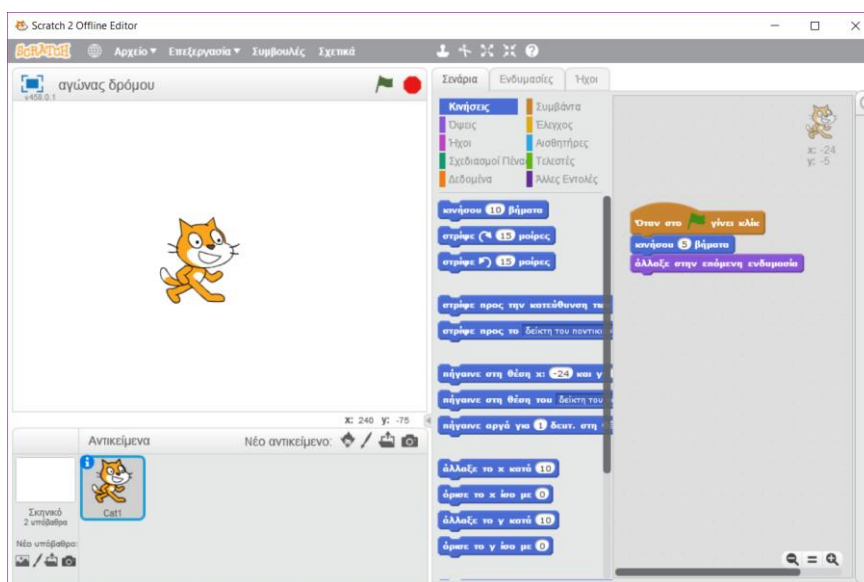 Scratch 2 Offline Editor
SCRATCH Αρχείο Επεξεργασία Συμβουλές Σχετικά
αγώνας δρόμου
v458.0.1
Σενάρια Ενδυμασίες Ήχοι
Κινήσεις Συμβάντα
Όψεις Έλεγχος
Ήχοι Αισθητήρες
Σχεδιασμοί Πένα Τελεστές
Δεδομένα Άλλες Εντολές
x: -24
y: -5
κινήσου 10 βήματα
στρίψε 15 μοίρες
στρίψε 15 μοίρες
στρίψε προς την κατεύθυνση των
στρίψε προς το δείκτη του ποντικι
πήγαινε στη θέση x: -24 και y
πήγαινε στη θέση του δείκτη του
πήγαινε αργά για 1 δευτ. στη
άλλαξε το x κατά 10
όρισε το x ίσο με 0
άλλαξε το y κατά 10
όρισε το y ίσο με 0
Όταν στο γίνει κλικ
κινήσου 5 βήματα
άλλαξε στην επόμενη ενδυμασία
x: 240 y: -75
Αντικείμενα Νέο αντικείμενο:
Σκηνικό
2 υπόβαθρα
Cat1
Νέο υπόβαθρο: